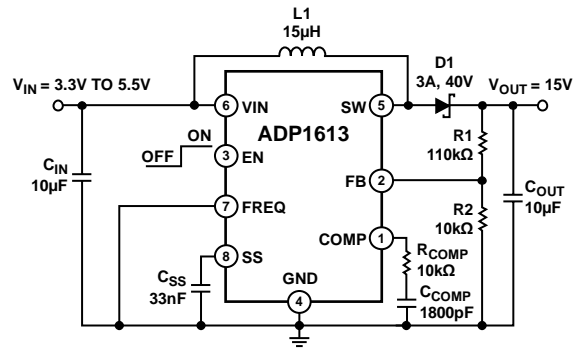 L1
15µH
D1
3A, 40V
VIN = 3.3V TO 5.5V
VOUT = 15V
6 VIN
SW 5
ADP1613
R1
110kΩ
ON
OFF
3 EN
CIN
10µF
FB 2
COUT
10µF
7 FREQ
R2
10kΩ
COMP 1
8 SS
RCOMP
10kΩ
CSS
33nF
GND
4
CCOMP
1800pF